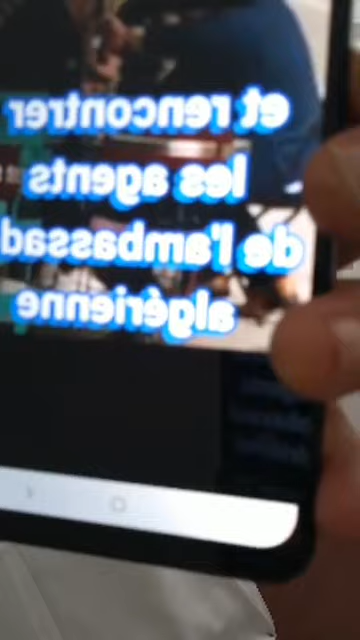 et rencontrer
les agents
de l'ambassad
algérienne